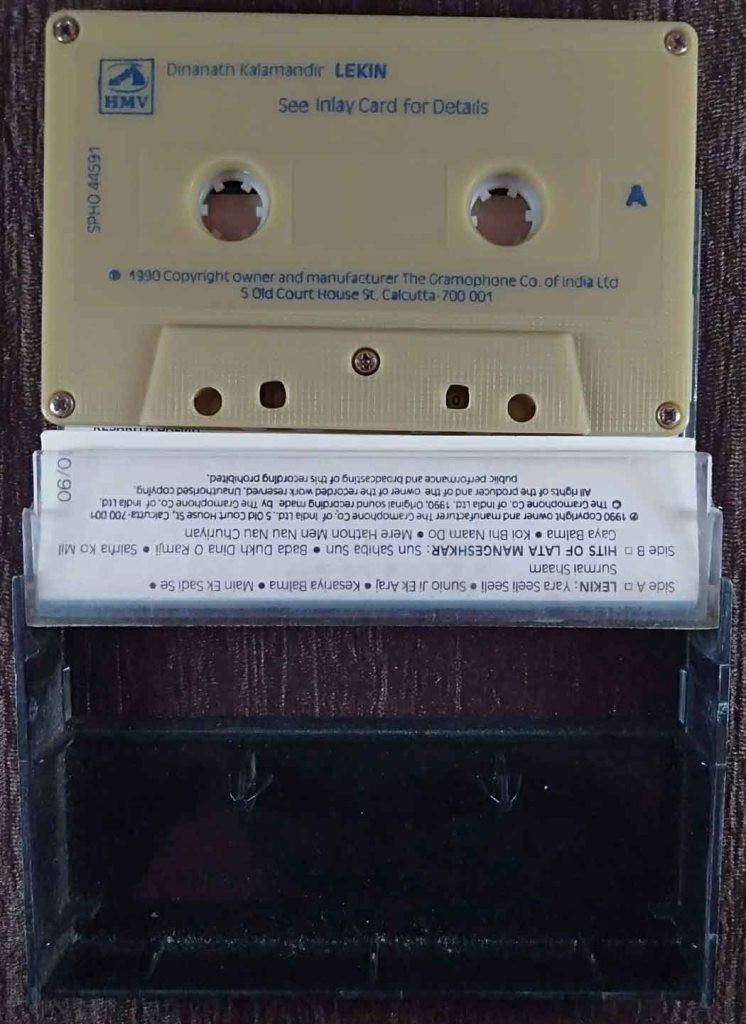 HMV
Dinanath Kalamandir LEKIN
See Inlay Card for Details
SPHO 44591
A
℗ 1990 Copyright owner and manufacturer The Gramophone Co. of India Ltd
5 Old Court House St, Calcutta-700 001
Side A □ LEKIN: Yara Seeli Seeli • Sunio Ji Ek Araj • Kesariya Balma • Main Ek Sadi Se •
Surmai Shaam
Side B □ HITS OF LATA MANGESHKAR: Sun Sahiba Sun • Bada Dukh Dina O Ramji • Ko Mil
Gaya Balma • Koi Bhi Naam Do • Mere Hathon Men Nau Nau Churiyan
℗ 1990 Copyright owner and manufacturer The Gramophone Co. of India Ltd., 5 Old Court House St, Calcutta-700 001
© The Gramophone Co. of India Ltd. 1990, Original sound recording made by The Gramophone Co. of India Ltd.
All rights of the producer and of the owner of the recorded work reserved. Unauthorised copying,
public performance and broadcasting of this recording prohibited.